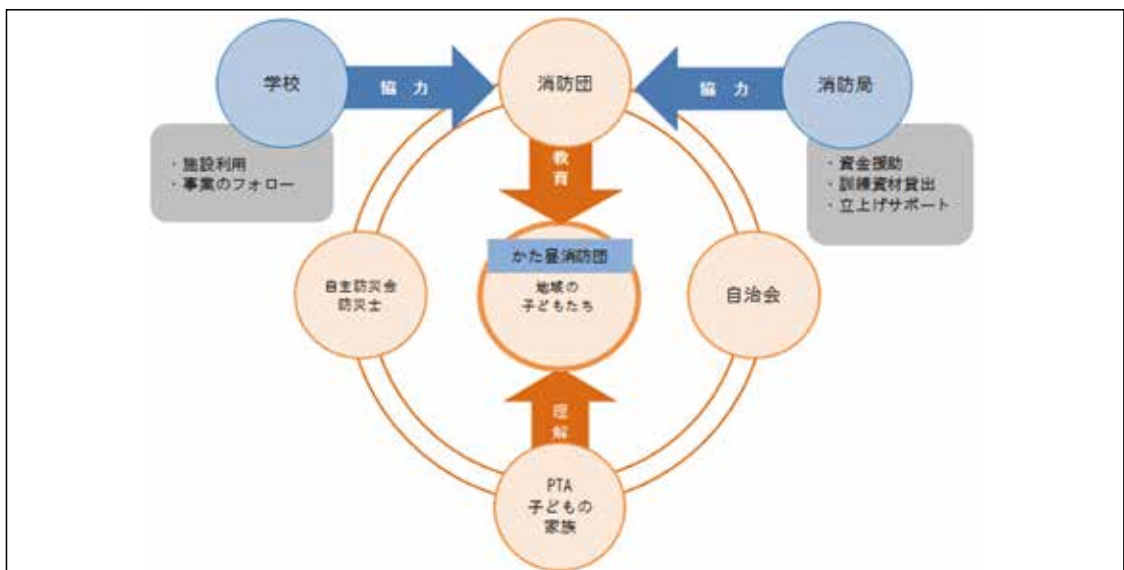 学校
協 力
消防団
協 力
消防局
・施設利用
・事業のフォロー
教育
・資金援助
・訓練資材貸出
・立上げサポート
かた昼消防団
地域の
子どもたち
自主防災会
防災士
自治会
理解
PTA
子どもの
家族